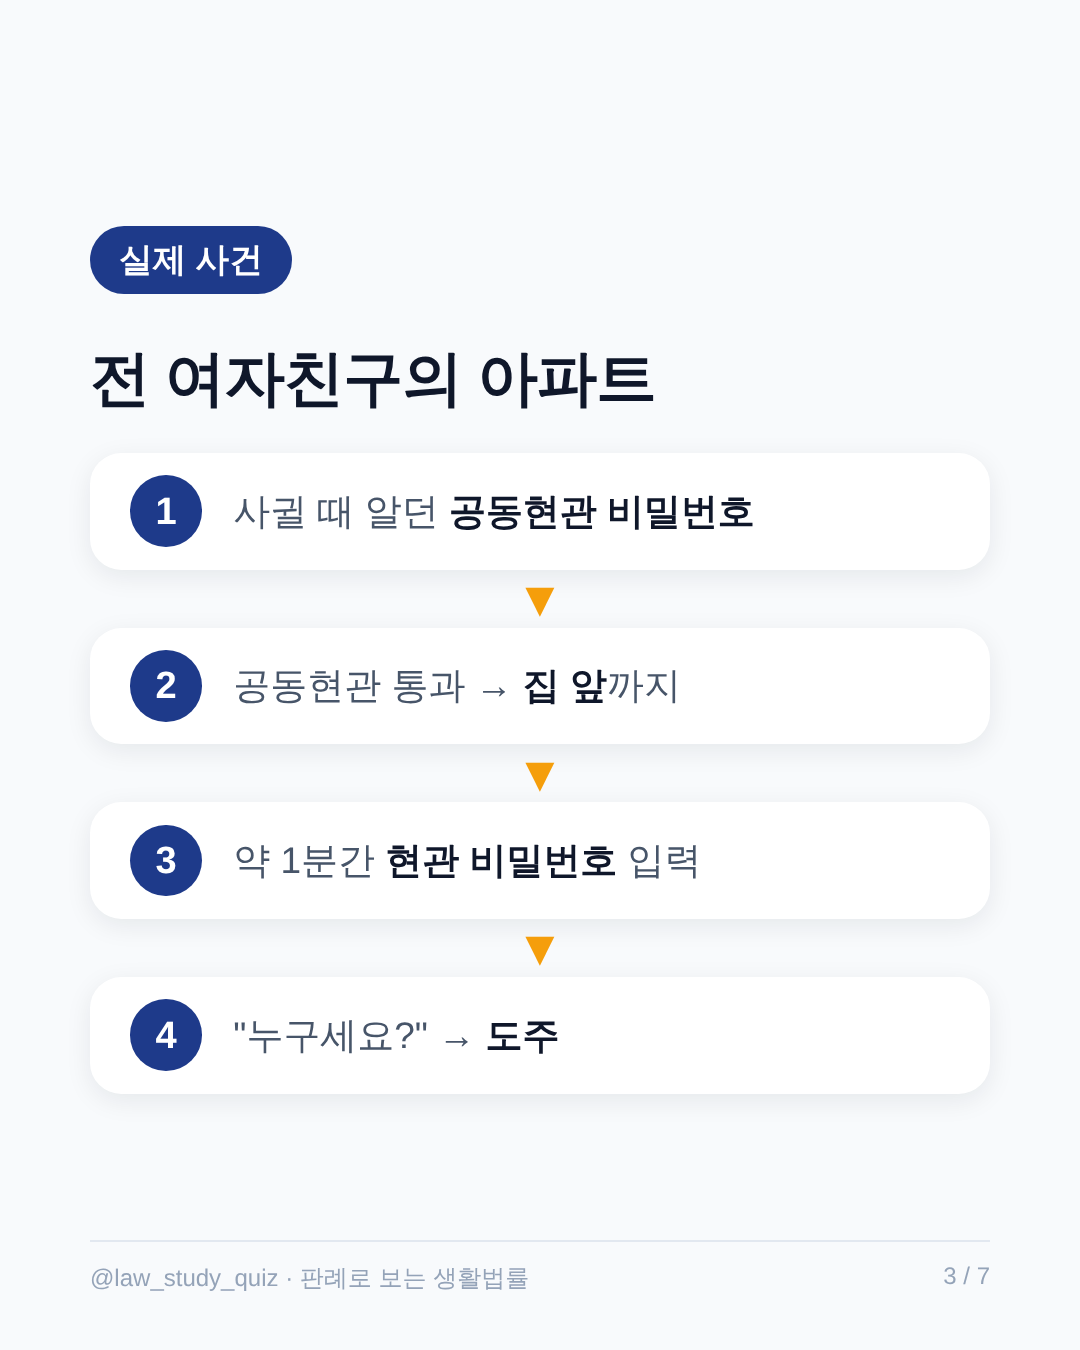 실제 사건
전 여자친구의 아파트
1 사귈 때 알던 공동현관 비밀번호
▼
2 공동현관 통과 → 집 앞까지
▼
3 약 1분간 현관 비밀번호 입력
▼
4 "누구세요?" → 도주
@law_study_quiz · 판례로 보는 생활법률 3 / 7